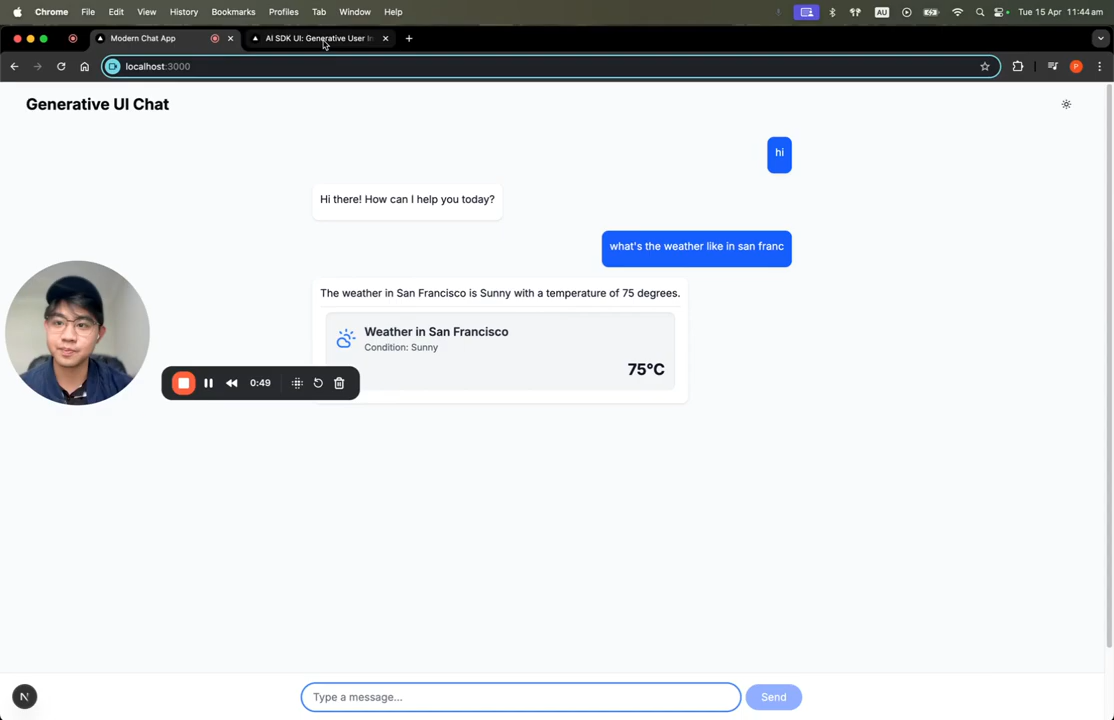 Chrome File Edit View History Bookmarks Profiles Tab Window Help AU Tue 15 Apr 11:44 am
Modern Chat App AI SDK UI: Generative User In
localhost:3000 P
Generative UI Chat
hi
Hi there! How can I help you today?
what's the weather like in san franc
The weather in San Francisco is Sunny with a temperature of 75 degrees.
Weather in San Francisco
Condition: Sunny
75°C
0:49
N Type a message... Send